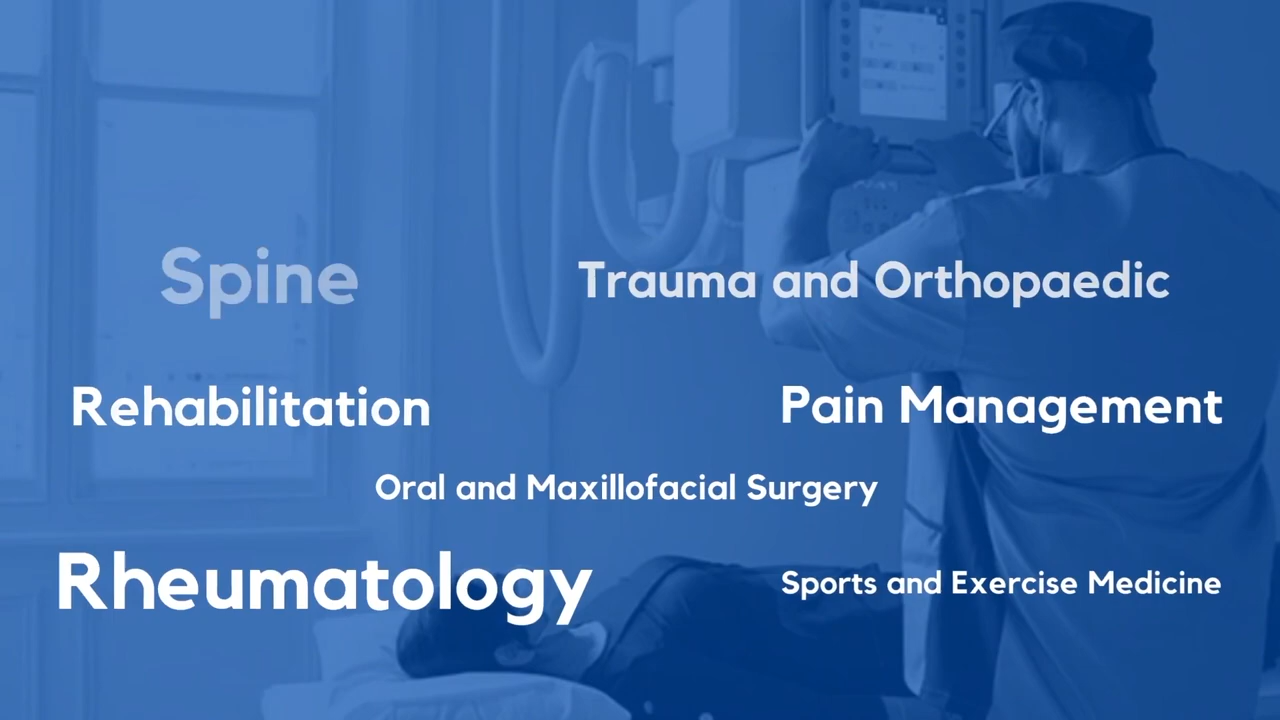 Spine
Trauma and Orthopaedic
Rehabilitation
Pain Management
Oral and Maxillofacial Surgery
Rheumatology
Sports and Exercise Medicine